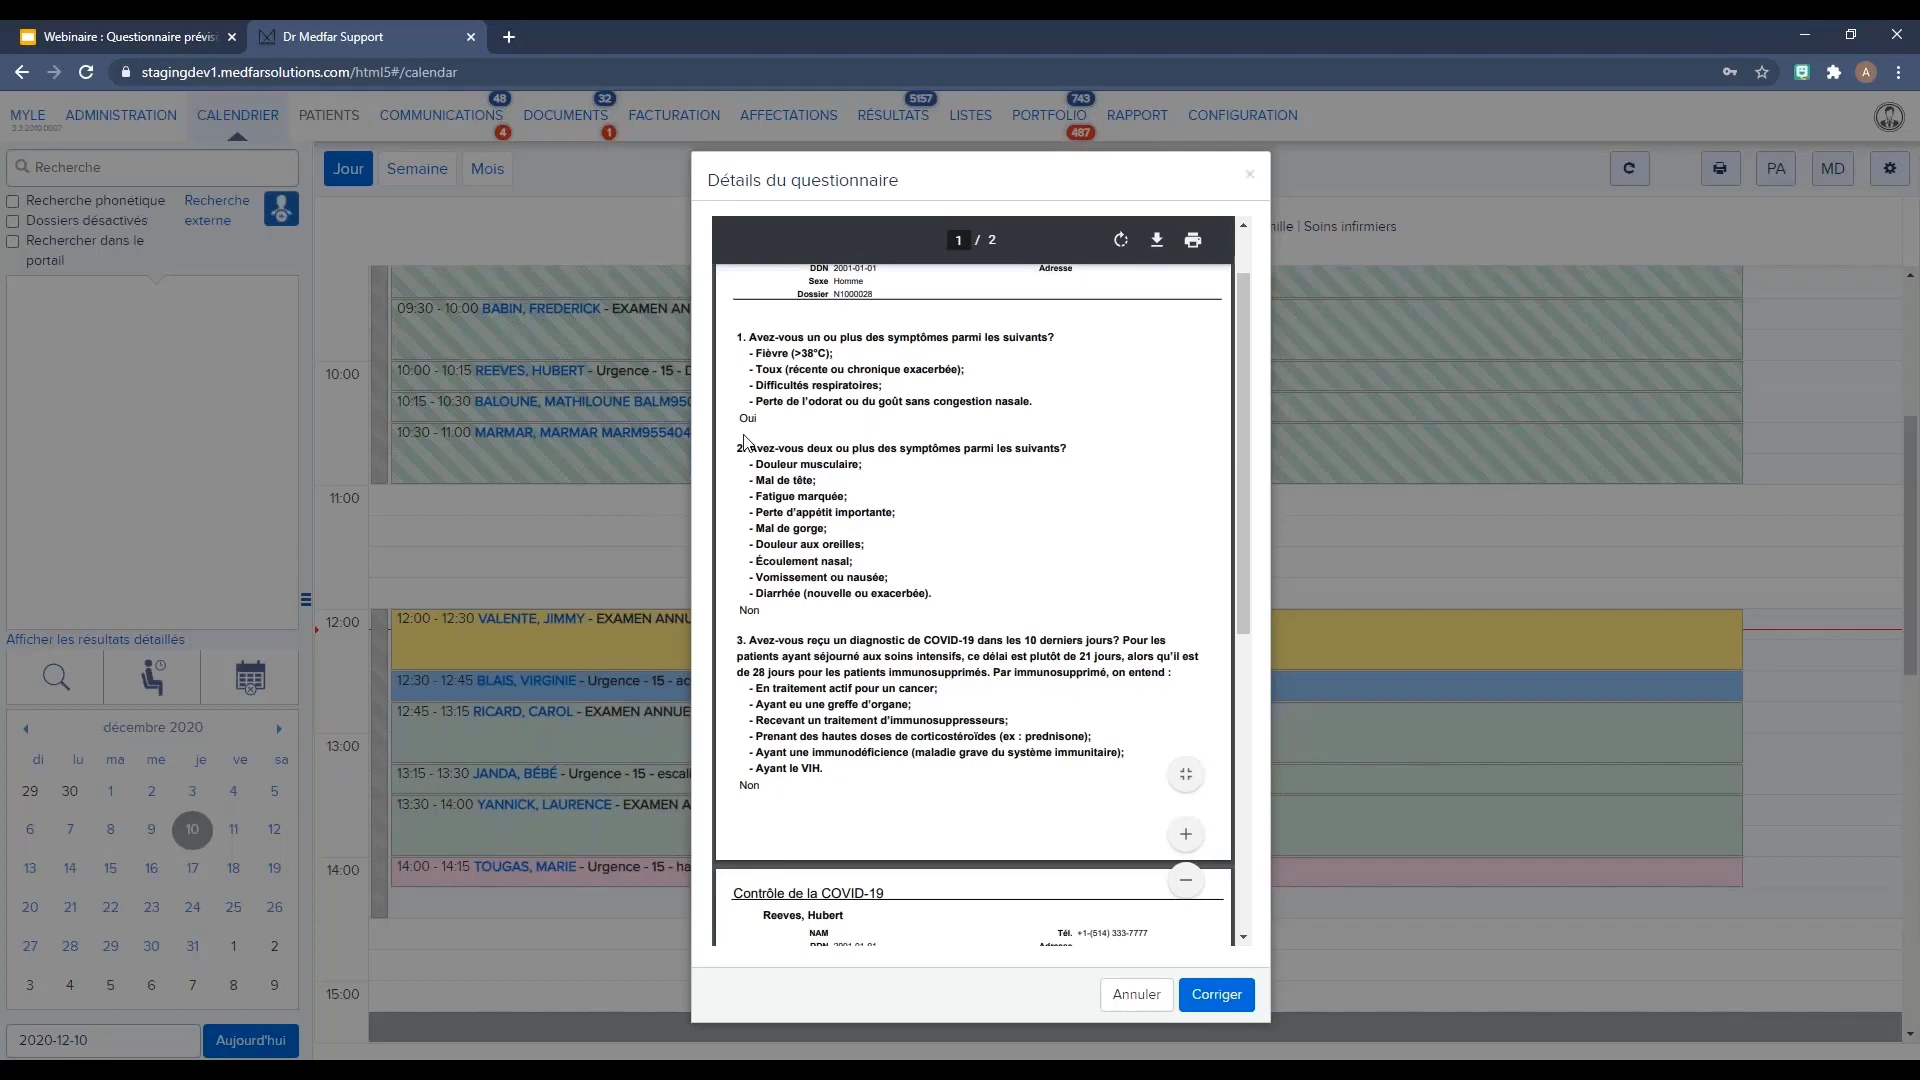 Webinaire : Questionnaire prévis
Dr Medfar Support
stagingdev1.medfarsolutions.com/html5#/calendar
A
MYLE
3.3.2010.0007
ADMINISTRATION
CALENDRIER
PATIENTS
COMMUNICATIONS
48
4
DOCUMENTS
32
1
FACTURATION
AFFECTATIONS
RÉSULTATS
5157
LISTES
PORTFOLIO
743
487
RAPPORT
CONFIGURATION
Recherche
Recherche phonétique
Dossiers désactivés
Rechercher dans le
portail
Recherche
externe
Afficher les résultats détaillés
décembre 2020
di lu ma me je ve sa
29 30 1 2 3 4 5
6 7 8 9 10 11 12
13 14 15 16 17 18 19
20 21 22 23 24 25 26
27 28 29 30 31 1 2
3 4 5 6 7 8 9
2020-12-10
Aujourd'hui
Jour
Semaine
Mois
PA
MD
ille | Soins infirmiers
10:00
11:00
12:00
13:00
14:00
15:00
09:30 - 10:00 BABIN, FREDERICK - EXAMEN AN
10:00 - 10:15 REEVES, HUBERT - Urgence - 15 - D
10:15 - 10:30 BALOUNE, MATHILOUNE BALM950
10:30 - 11:00 MARMAR, MARMAR MARM955404
12:00 - 12:30 VALENTE, JIMMY - EXAMEN ANNU
12:30 - 12:45 BLAIS, VIRGINIE - Urgence - 15 - ac
12:45 - 13:15 RICARD, CAROL - EXAMEN ANNUE
13:15 - 13:30 JANDA, BÉBÉ - Urgence - 15 - escali
13:30 - 14:00 YANNICK, LAURENCE - EXAMEN A
14:00 - 14:15 TOUGAS, MARIE - Urgence - 15 - ha
Détails du questionnaire
1 / 2
DDN 2001-01-01
Adresse
Sexe Homme
Dossier N1000028
1. Avez-vous un ou plus des symptômes parmi les suivants?
- Fièvre (>38°C);
- Toux (récente ou chronique exacerbée);
- Difficultés respiratoires;
- Perte de l'odorat ou du goût sans congestion nasale.
Oui
2. Avez-vous deux ou plus des symptômes parmi les suivants?
- Douleur musculaire;
- Mal de tête;
- Fatigue marquée;
- Perte d'appétit importante;
- Mal de gorge;
- Douleur aux oreilles;
- Écoulement nasal;
- Vomissement ou nausée;
- Diarrhée (nouvelle ou exacerbée).
Non
3. Avez-vous reçu un diagnostic de COVID-19 dans les 10 derniers jours? Pour les
patients ayant séjourné aux soins intensifs, ce délai est plutôt de 21 jours, alors qu'il est
de 28 jours pour les patients immunosupprimés. Par immunosupprimé, on entend :
- En traitement actif pour un cancer;
- Ayant eu une greffe d'organe;
- Recevant un traitement d'immunosuppresseurs;
- Prenant des hautes doses de corticostéroïdes (ex : prednisone);
- Ayant une immunodéficience (maladie grave du système immunitaire);
- Ayant le VIH.
Non
Contrôle de la COVID-19
Reeves, Hubert
NAM
Tél. +1-(514) 333-7777
DDN 2001-01-01
Adresse
Annuler
Corriger